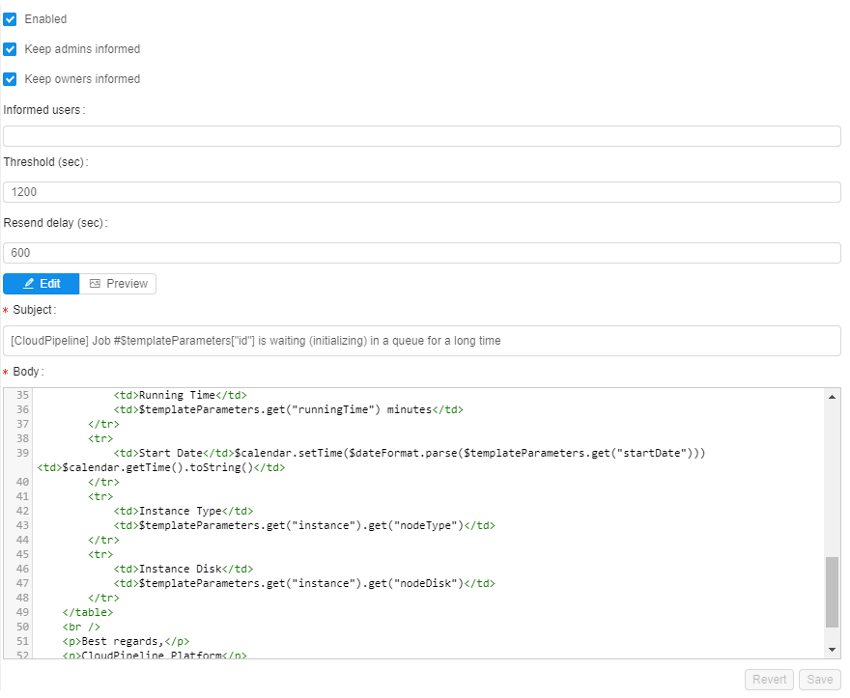 Enabled
Keep admins informed
Keep owners informed
Informed users:
Threshold (sec):
1200
Resend delay (sec):
600
Edit Preview
* Subject:
[CloudPipeline] Job #$templateParameters["id"] is waiting (initializing) in a queue for a long time
* Body:
35 <td>Running Time</td>
36 <td>$templateParameters.get("runningTime") minutes</td>
37 </tr>
38 <tr>
39 <td>Start Date</td>$calendar.setTime($dateFormat.parse($templateParameters.get("startDate")))
<td>$calendar.getTime().toString()</td>
40 </tr>
41 <tr>
42 <td>Instance Type</td>
43 <td>$templateParameters.get("instance").get("nodeType")</td>
44 </tr>
45 <tr>
46 <td>Instance Disk</td>
47 <td>$templateParameters.get("instance").get("nodeDisk")</td>
48 </tr>
49 </table>
50 <br />
51 <p>Best regards,</p>
52 <p>CloudPipeline Platform</p>
Revert Save